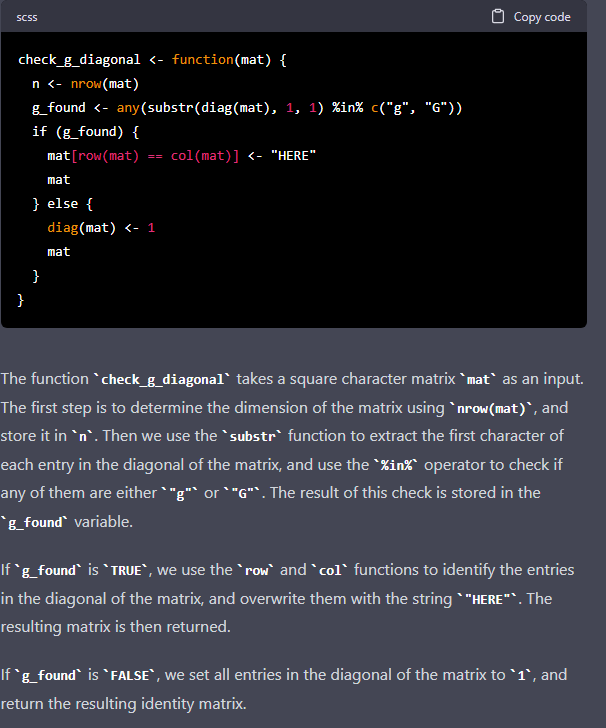 scss Copy code
check_g_diagonal <- function(mat) {
  n <- nrow(mat)
  g_found <- any(substr(diag(mat), 1, 1) %in% c("g", "G"))
  if (g_found) {
    mat[row(mat) == col(mat)] <- "HERE"
    mat
  } else {
    diag(mat) <- 1
    mat
  }
}
The function `check_g_diagonal` takes a square character matrix `mat` as an input.
The first step is to determine the dimension of the matrix using `nrow(mat)`, and
store it in `n`. Then we use the `substr` function to extract the first character of
each entry in the diagonal of the matrix, and use the `%in%` operator to check if
any of them are either `"g"` or `"G"`. The result of this check is stored in the
`g_found` variable.
If `g_found` is `TRUE`, we use the `row` and `col` functions to identify the entries
in the diagonal of the matrix, and overwrite them with the string `"HERE"`. The
resulting matrix is then returned.
If `g_found` is `FALSE`, we set all entries in the diagonal of the matrix to `1`, and
return the resulting identity matrix.